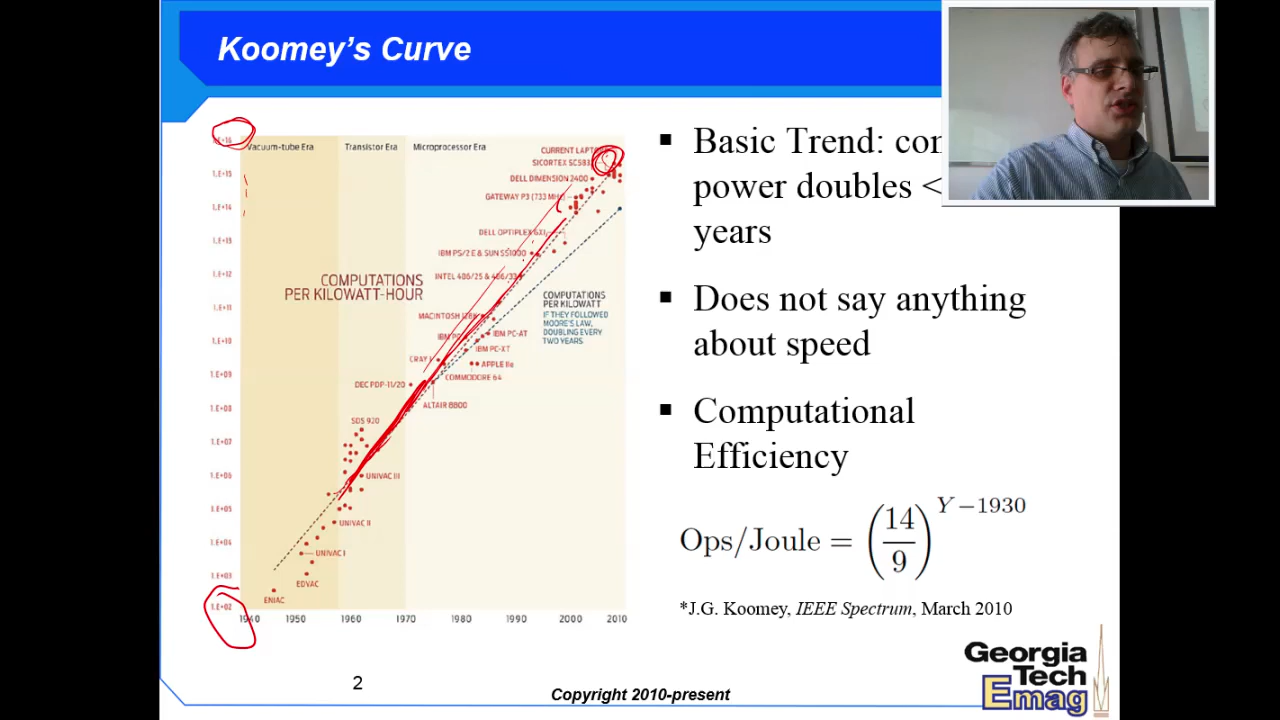 Koomey's Curve
1.E+16
Vacuum-tube Era
Transistor Era
Microprocessor Era
CURRENT LAPTOPS
SICORTEX SC5832
1.E+15
DELL DIMENSION 2400
GATEWAY P3 (733 MHz)
1.E+14
DELL OPTIPLEX GXI
1.E+13
IBM PS/2 E & SUN SS1000
1.E+12
INTEL 486/25 & 486/33
COMPUTATIONS
PER KILOWATT-HOUR
COMPUTATIONS
PER KILOWATT
IF THEY FOLLOWED
MOORE'S LAW,
DOUBLING EVERY
TWO YEARS
1.E+11
MACINTOSH 128K
IBM PC
IBM PC-AT
1.E+10
IBM PC-XT
CRAY 1
APPLE IIe
1.E+09
COMMODORE 64
DEC PDP-11/20
ALTAIR 8800
1.E+08
SDS 920
1.E+07
1.E+06
UNIVAC III
1.E+05
UNIVAC II
1.E+04
UNIVAC I
1.E+03
EDVAC
ENIAC
1.E+02
1940 1950 1960 1970 1980 1990 2000 2010
▪ Basic Trend: con
power doubles <
years
▪ Does not say anything
about speed
▪ Computational
Efficiency
Ops/Joule = (14/9)^Y−1930
*J.G. Koomey, IEEE Spectrum, March 2010
2
Copyright 2010-present
Georgia
Tech
Emag